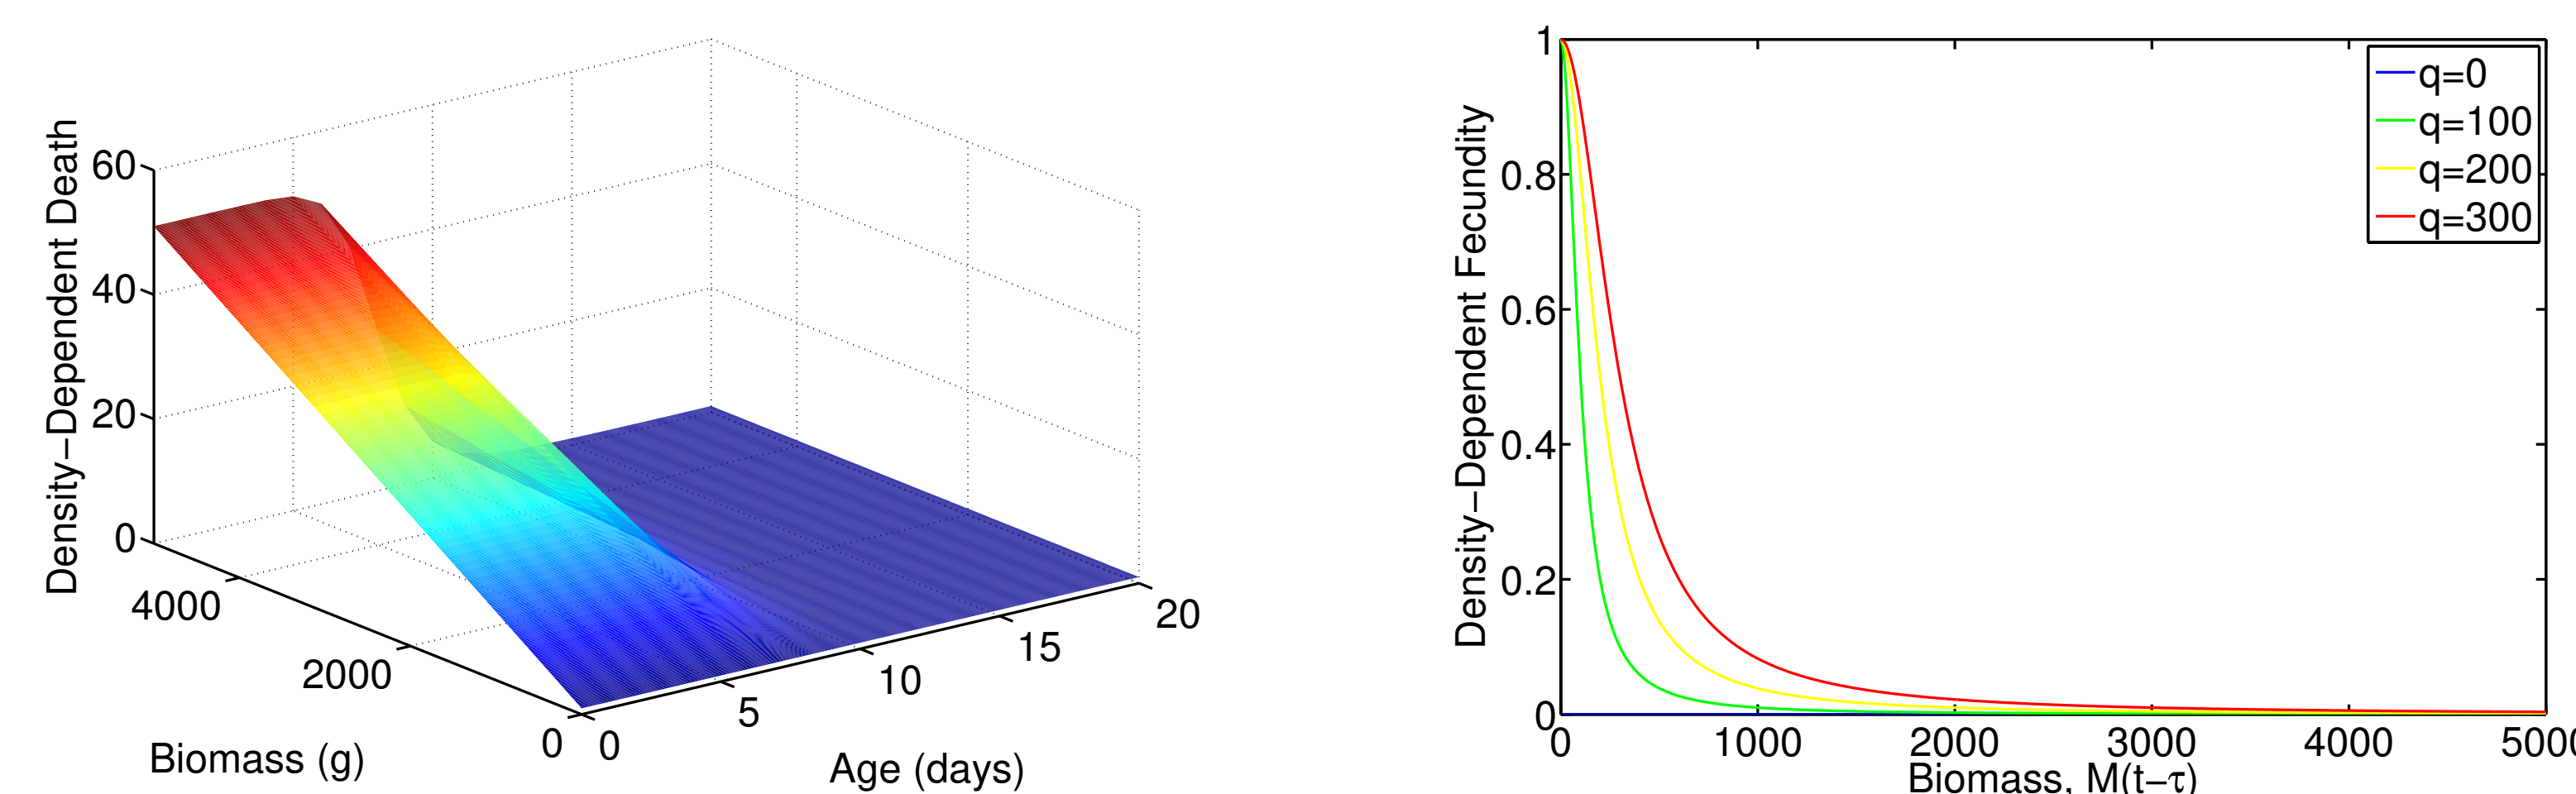 Density−Dependent Death
60
40
20
0
4000
2000
0
Biomass (g)
0
5
10
15
20
Age (days)
Density−Dependent Fecundity
1
0.8
0.6
0.4
0.2
0
0
1000
2000
3000
4000
5000
Biomass, M(t−τ)
q=0
q=100
q=200
q=300